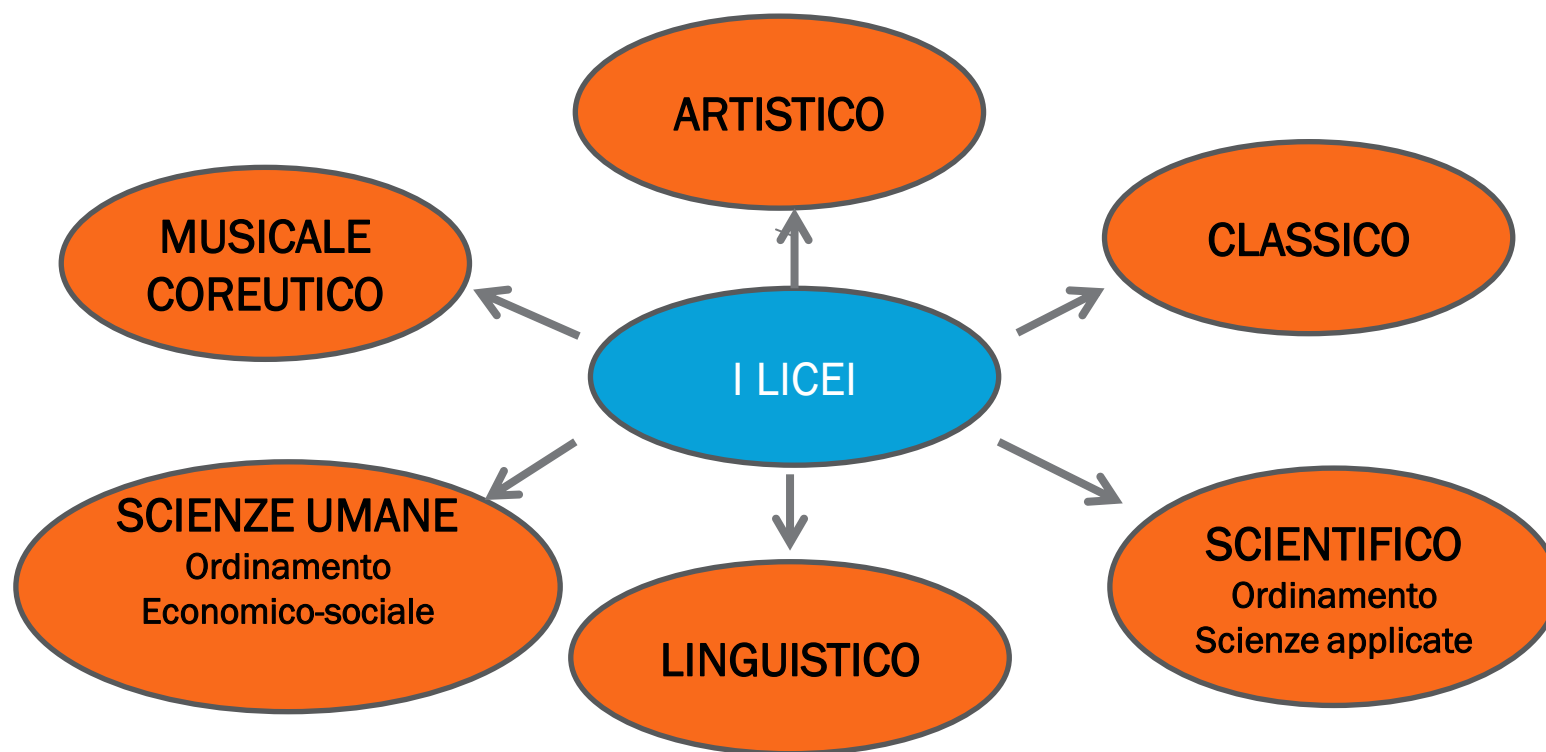 ARTISTICO
MUSICALE
COREUTICO
CLASSICO
I LICEI
SCIENZE UMANE
Ordinamento
Economico-sociale
SCIENTIFICO
Ordinamento
Scienze applicate
LINGUISTICO